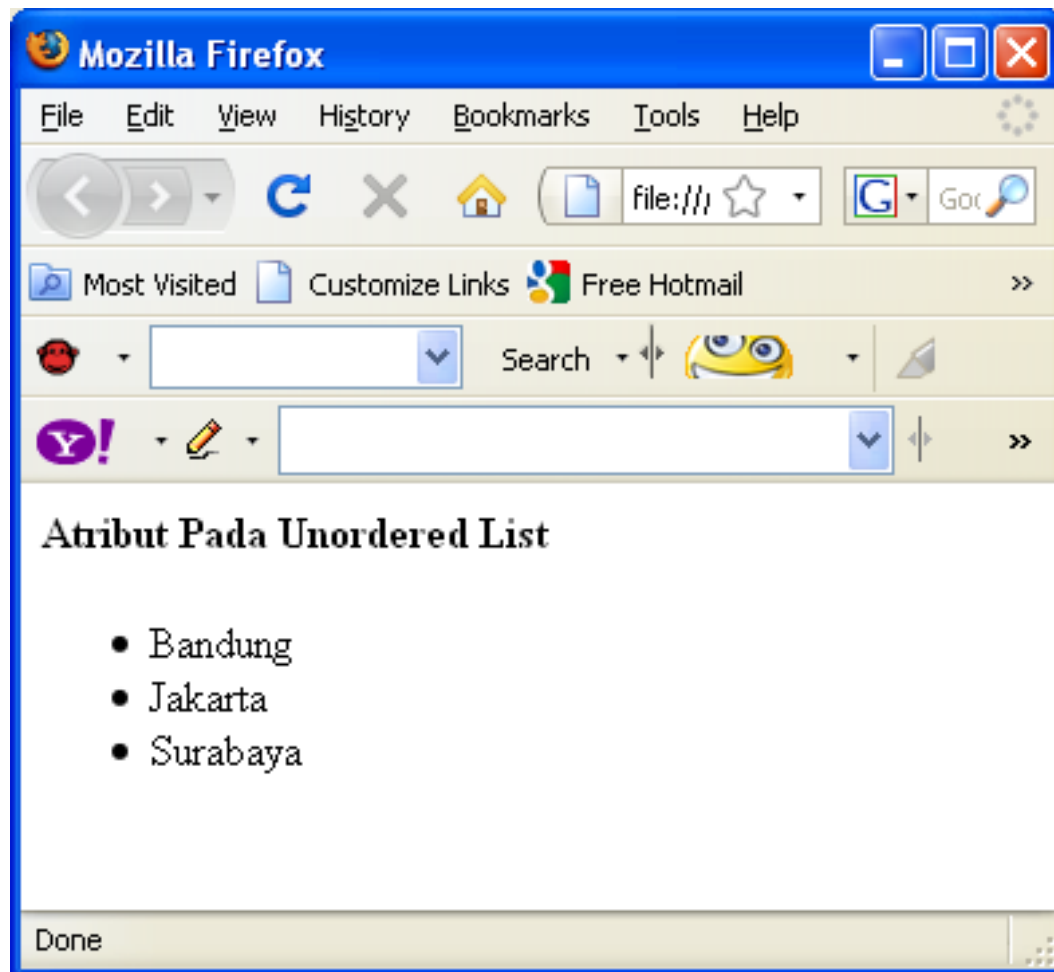 Mozilla Firefox
File Edit View History Bookmarks Tools Help
file:/// G
Most Visited Customize Links Free Hotmail »
Search
Y! »
Atribut Pada Unordered List
• Bandung
• Jakarta
• Surabaya
Done